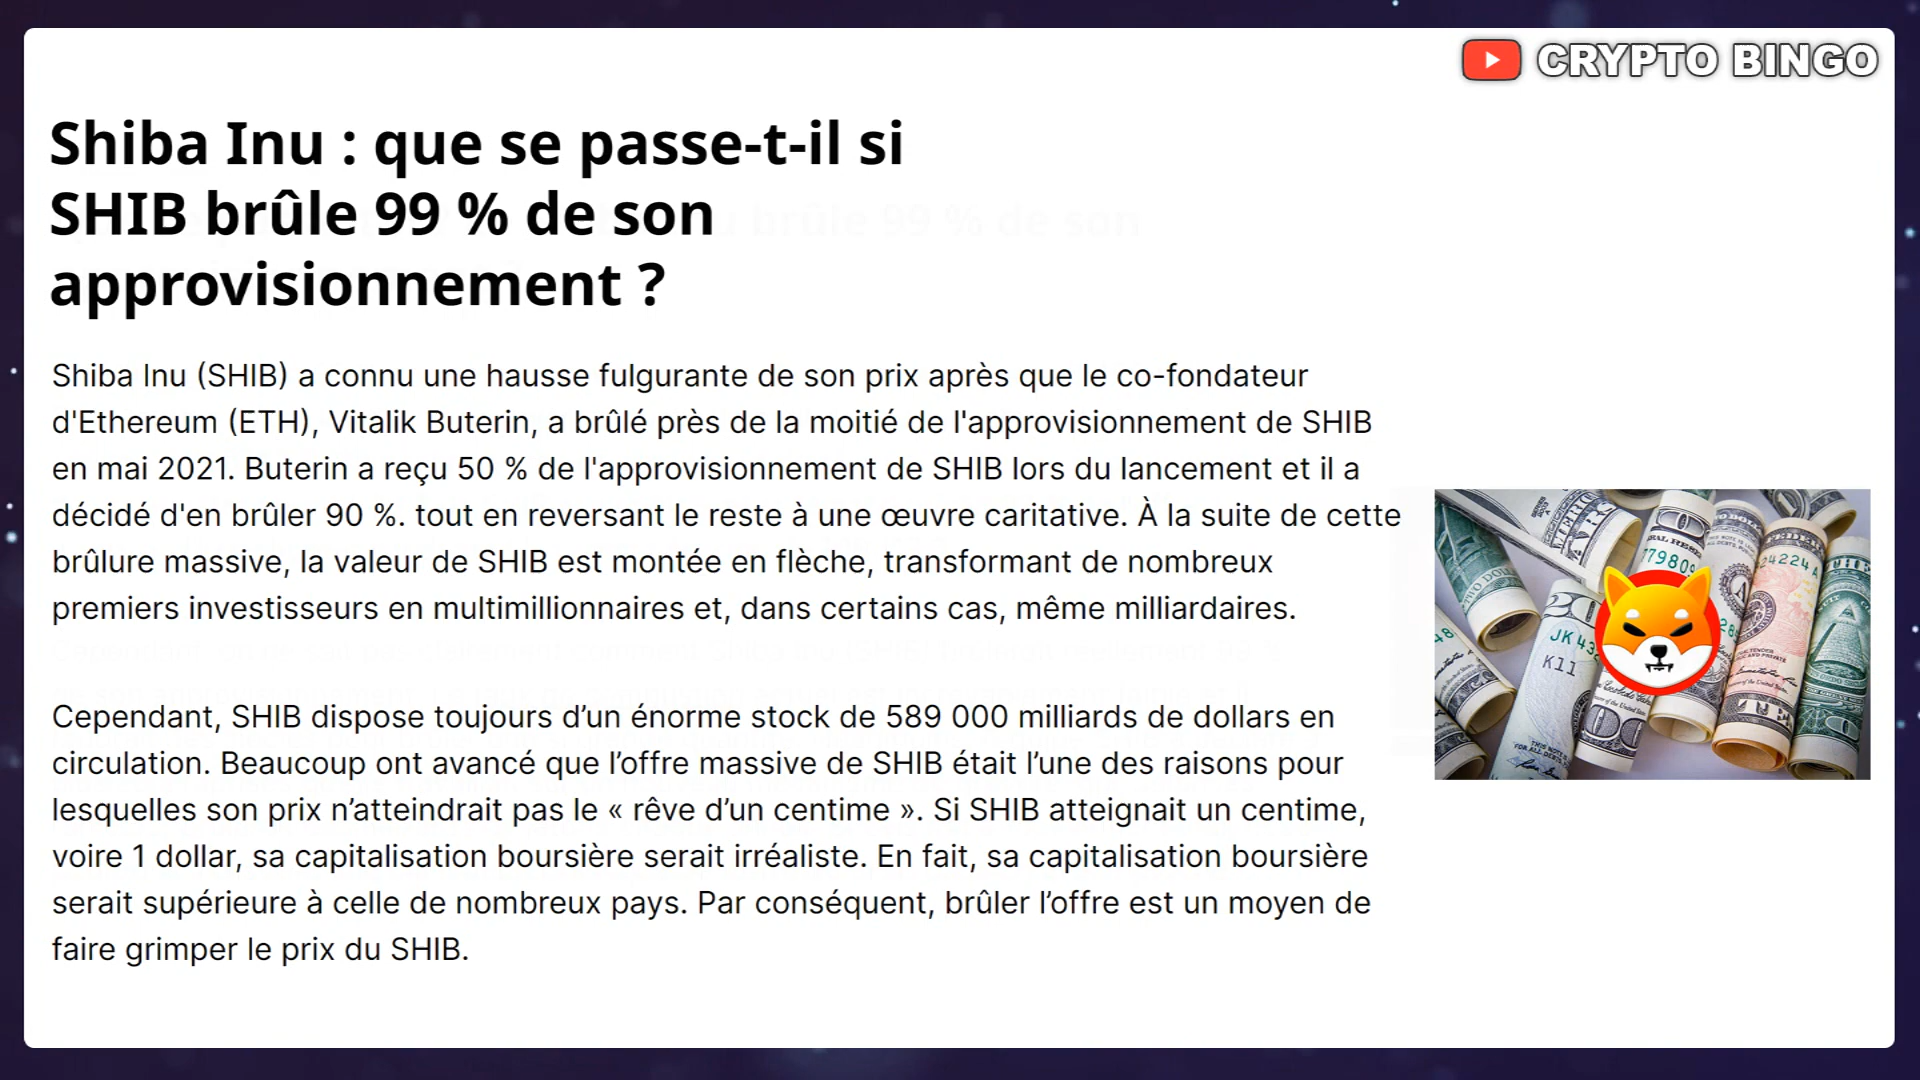 CRYPTO BINGO
Shiba Inu : que se passe-t-il si
SHIB brûle 99 % de son
approvisionnement ?
Shiba Inu (SHIB) a connu une hausse fulgurante de son prix après que le co-fondateur
d'Ethereum (ETH), Vitalik Buterin, a brûlé près de la moitié de l'approvisionnement de SHIB
en mai 2021. Buterin a reçu 50 % de l'approvisionnement de SHIB lors du lancement et il a
décidé d'en brûler 90 %. tout en reversant le reste à une œuvre caritative. À la suite de cette
brûlure massive, la valeur de SHIB est montée en flèche, transformant de nombreux
premiers investisseurs en multimillionnaires et, dans certains cas, même milliardaires.
Cependant, SHIB dispose toujours d’un énorme stock de 589 000 milliards de dollars en
circulation. Beaucoup ont avancé que l’offre massive de SHIB était l’une des raisons pour
lesquelles son prix n’atteindrait pas le « rêve d’un centime ». Si SHIB atteignait un centime,
voire 1 dollar, sa capitalisation boursière serait irréaliste. En fait, sa capitalisation boursière
serait supérieure à celle de nombreux pays. Par conséquent, brûler l’offre est un moyen de
faire grimper le prix du SHIB.